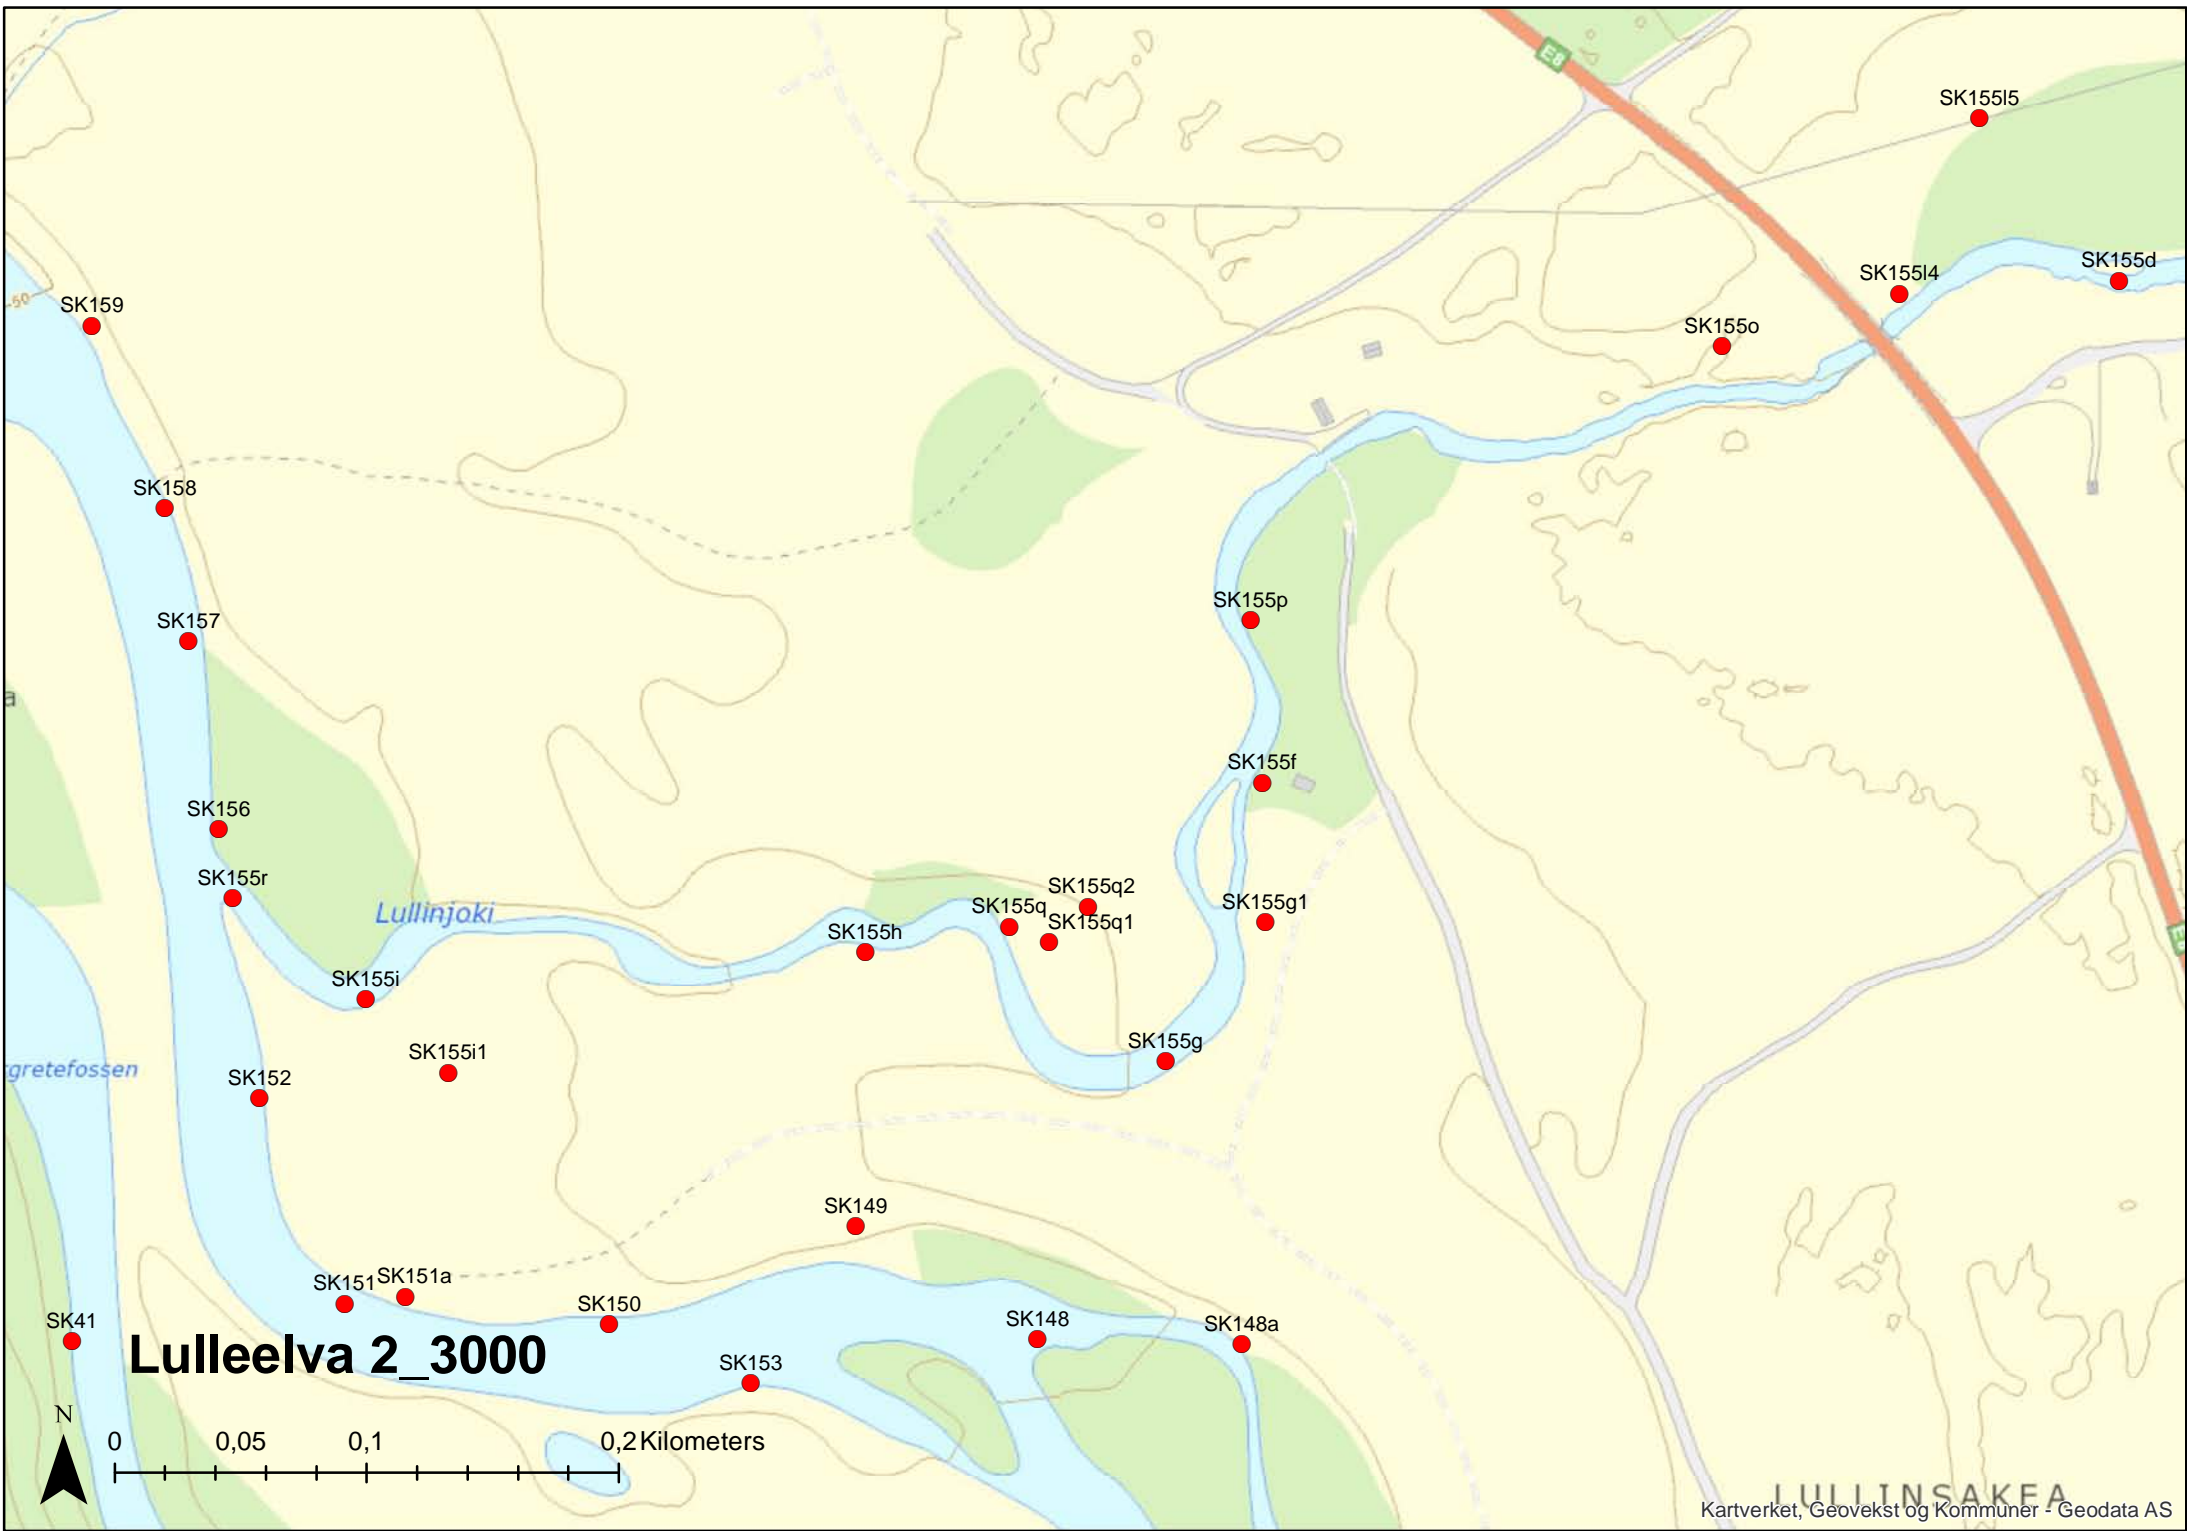 E8
SK155l5
SK155d
SK155l4
-50
SK159
SK155o
SK158
SK155p
SK157
a
SK155f
SK156
SK155r
SK155q2
Lullinjoki
SK155q
SK155g1
SK155q1
SK155h
SK155i
SK155g
SK155i1
gretefossen
SK152
SK149
SK151
SK151a
SK150
SK148
SK148a
SK41
Lulleelva 2_3000
SK153
N
0 0,05 0,1 0,2 Kilometers
LULLINSAKEA
Kartverket, Geovekst og Kommuner - Geodata AS